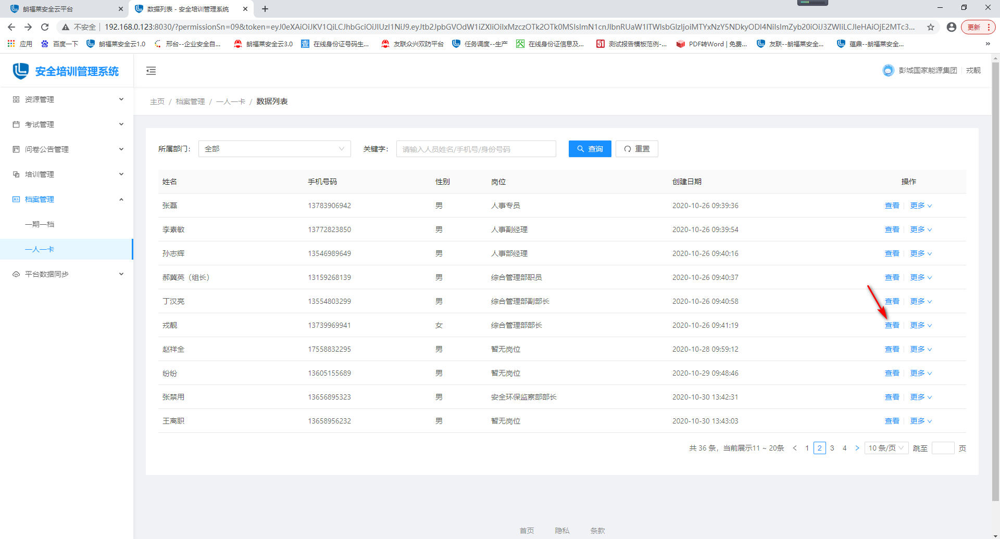 朗福莱安全云平台
数据列表 - 安全培训管理系统
不安全 192.168.0.123:8030/?permissionSn=09&token=
更新
应用 百度一下 朗福莱安全云1.0 邢台--企业安全自... 朗福莱安全云3.0 在线身份证号码生... 友联众兴双防平台 任务调度--生产 在线身份证信息及... 测试报告模板范例-... PDF转Word | 免费... 友联--朗福莱安全... 蕴鼎--朗福莱安全... »
安全培训管理系统
彭城国家能源集团 戎靓
资源管理
考试管理
问卷公告管理
培训管理
档案管理
一期一档
一人一卡
平台数据同步
主页 / 档案管理 / 一人一卡 / 数据列表
所属部门: 全部 关键字: 请输入人员姓名/手机号/身份号码 查询 重置
姓名 手机号码 性别 岗位 创建日期 操作
张磊 13783906942 男 人事专员 2020-10-26 09:39:36 查看 更多
李素敏 13772823850 男 人事副经理 2020-10-26 09:39:54 查看 更多
孙志辉 13546989649 男 人事部经理 2020-10-26 09:40:16 查看 更多
郝冀英（组长） 13159268139 男 综合管理部职员 2020-10-26 09:40:37 查看 更多
丁汉亮 13554803299 男 综合管理部副部长 2020-10-26 09:40:58 查看 更多
戎靓 13739969941 女 综合管理部部长 2020-10-26 09:41:19 查看 更多
赵祥全 17558832295 男 暂无岗位 2020-10-28 09:59:12 查看 更多
纷纷 13605155689 男 暂无岗位 2020-10-29 09:48:46 查看 更多
张禁用 13656895323 男 安全环保监察部部长 2020-10-30 13:42:31 查看 更多
王离职 13658956232 男 暂无岗位 2020-10-30 13:43:03 查看 更多
共 36 条，当前展示11 ~ 20条 < 1 2 3 4 > 10 条/页 跳至 页
首页 隐私 条款